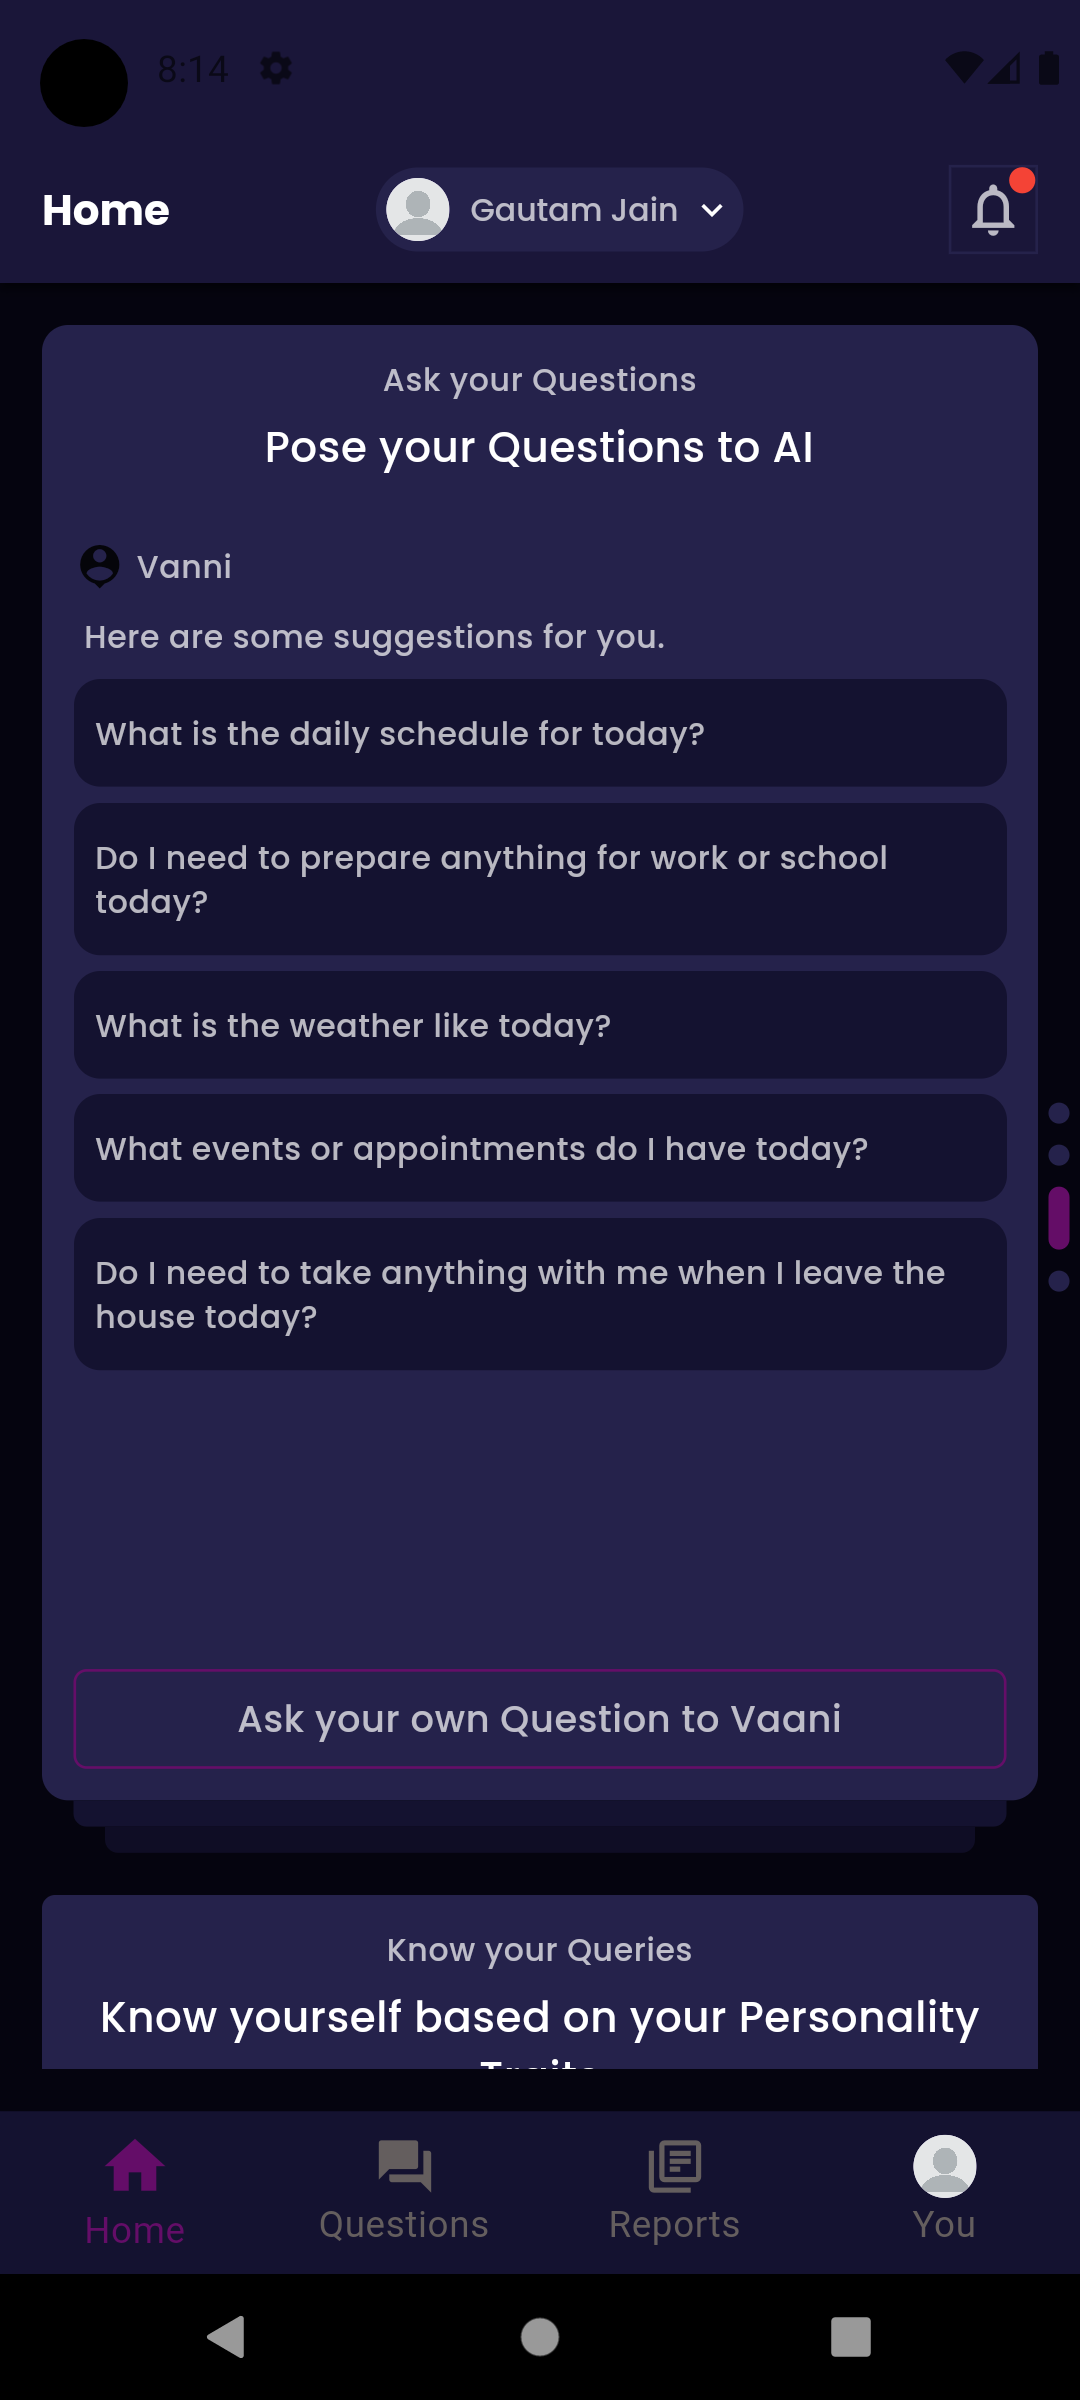 8:14
Home
Gautam Jain
Ask your Questions
Pose your Questions to AI
Vanni
Here are some suggestions for you.
What is the daily schedule for today?
Do I need to prepare anything for work or school
today?
What is the weather like today?
What events or appointments do I have today?
Do I need to take anything with me when I leave the
house today?
Ask your own Question to Vaani
Know your Queries
Know yourself based on your Personality
Traits
Home
Questions
Reports
You